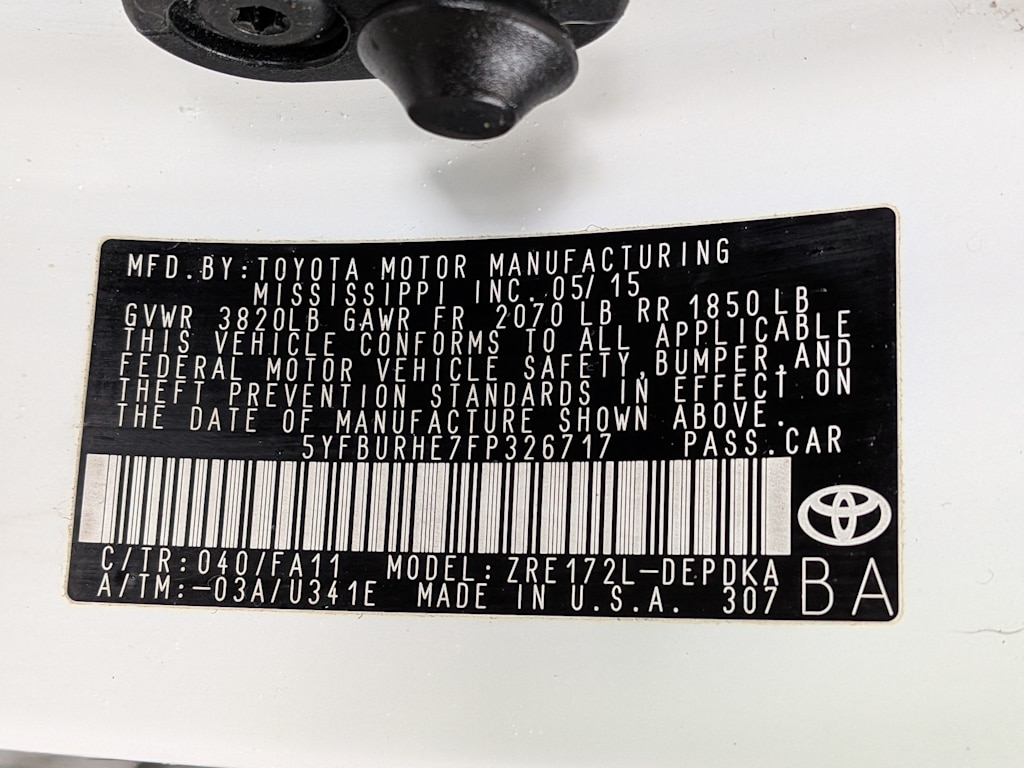 MFD.BY:TOYOTA MOTOR MANUFACTURING
MISSISSIPPI INC. 05/15
GVWR 3820LB GAWR FR 2070 LB RR 1850 LB
THIS VEHICLE CONFORMS TO ALL APPLICABLE
FEDERAL MOTOR VEHICLE SAFETY,BUMPER,AND
THEFT PREVENTION STANDARDS IN EFFECT ON
THE DATE OF MANUFACTURE SHOWN ABOVE.
5YFBURHE7FP326717 PASS.CAR
C/TR:040/FA11 MODEL:ZRE172L-DEPDKA
A/TM:-03A/U341E MADE IN U.S.A. 307 BA